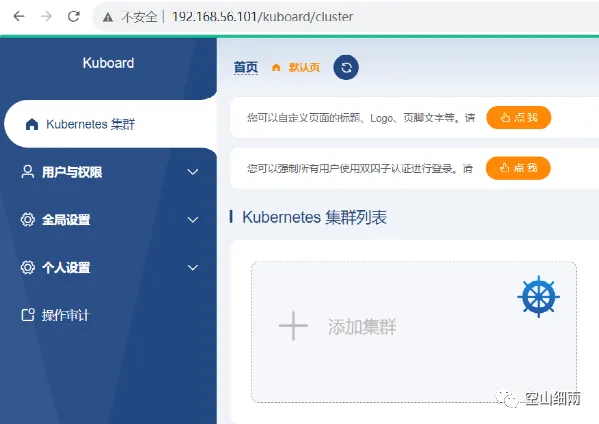 不安全 | 192.168.56.101/kuboard/cluster
Kuboard
首页 默认页
Kubernetes 集群
您可以自定义页面的标题、Logo、页脚文字等。请 点我
用户与权限
您可以强制所有用户使用双因子认证进行登录。请 点我
全局设置
Kubernetes 集群列表
个人设置
操作审计
添加集群
空山细雨